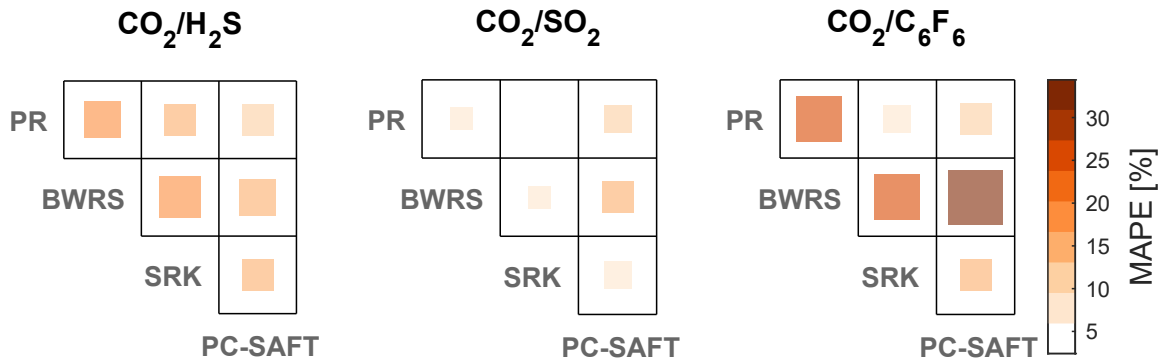 CO2/H2S
CO2/SO2
CO2/C6F6
PR
BWRS
SRK
PC-SAFT
PR
BWRS
SRK
PC-SAFT
PR
BWRS
SRK
PC-SAFT
30
25
20
15
10
5
MAPE [%]